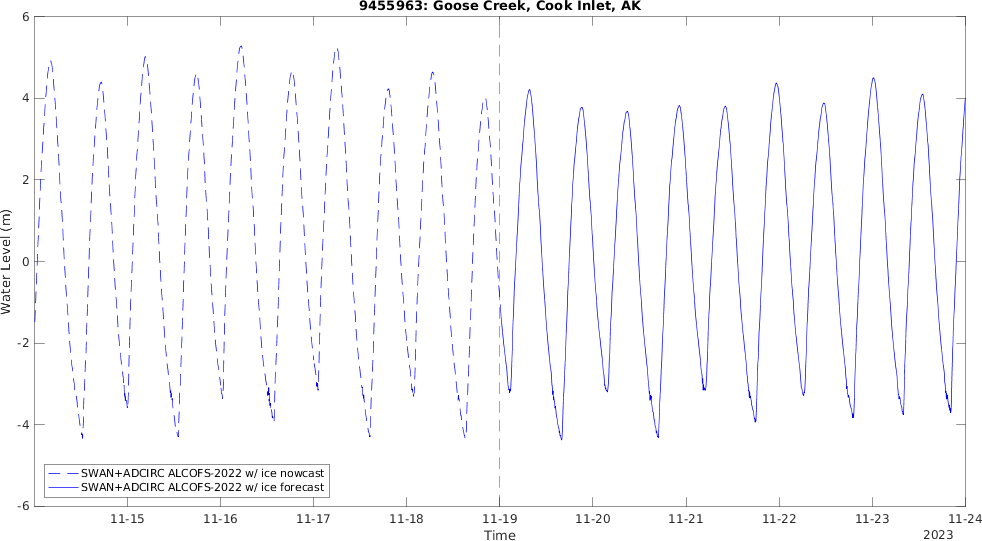 9455963: Goose Creek, Cook Inlet, AK
6
4
2
0
-2
-4
-6
Water Level (m)
SWAN+ADCIRC ALCOFS-2022 w/ ice nowcast
SWAN+ADCIRC ALCOFS-2022 w/ ice forecast
11-15 11-16 11-17 11-18 11-19 11-20 11-21 11-22 11-23 11-24
Time
2023